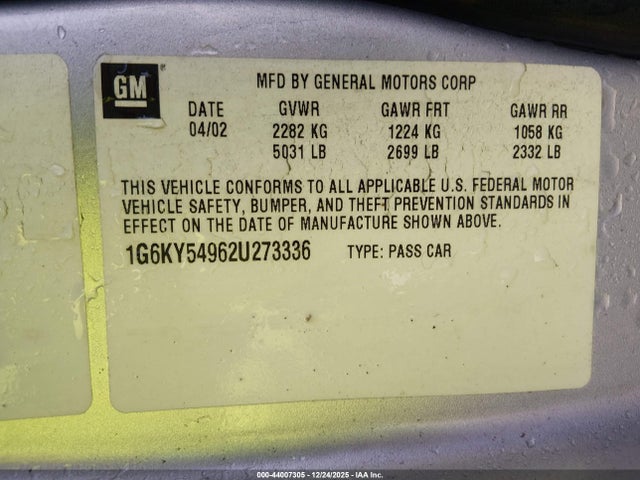 GM
MFD BY GENERAL MOTORS CORP
DATE GVWR GAWR FRT GAWR RR
04/02 2282 KG 1224 KG 1058 KG
5031 LB 2699 LB 2332 LB
THIS VEHICLE CONFORMS TO ALL APPLICABLE U.S. FEDERAL MOTOR
VEHICLE SAFETY, BUMPER, AND THEFT PREVENTION STANDARDS IN
EFFECT ON THE DATE OF MANUFACTURE SHOWN ABOVE.
1G6KY54962U273336 TYPE: PASS CAR
000-44007305 - 12/24/2025 - IAA Inc.